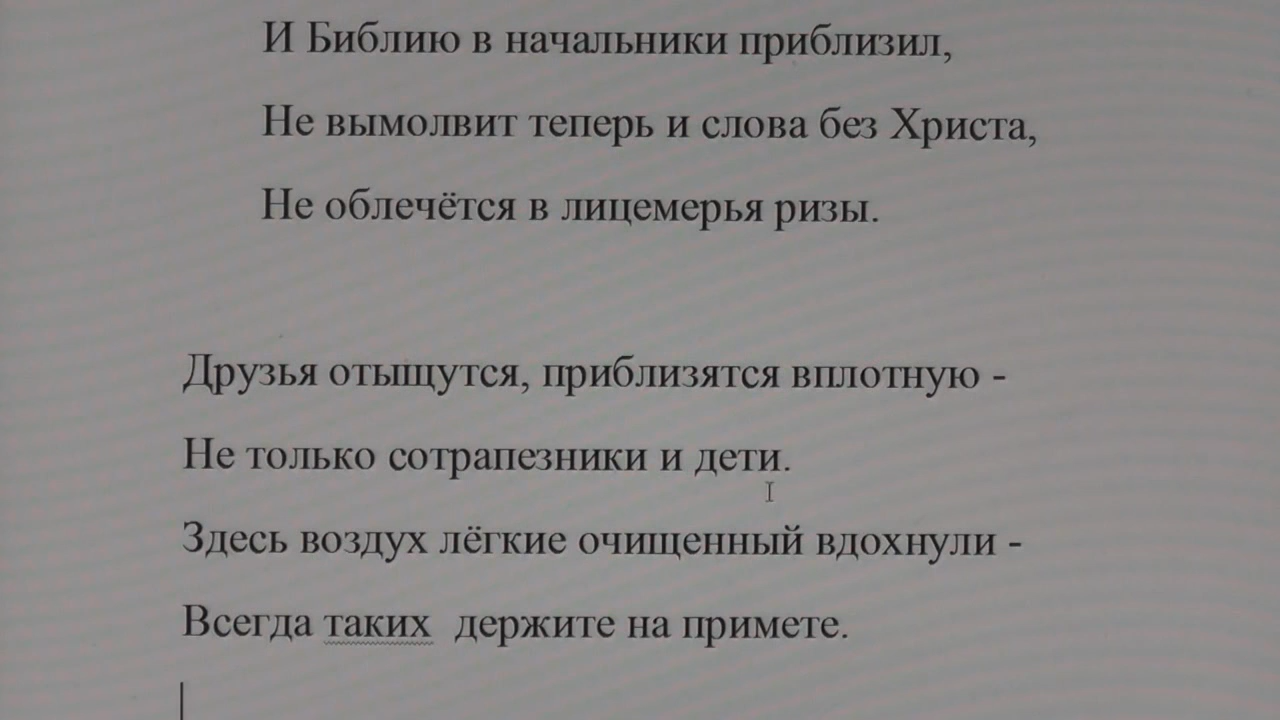 И Библию в начальники приблизил,
Не вымолвит теперь и слова без Христа,
Не облечётся в лицемерья ризы.
Друзья отыщутся, приблизятся вплотную -
Не только сотрапезники и дети.
Здесь воздух лёгкие очищенный вдохнули -
Всегда таких  держите на примете.